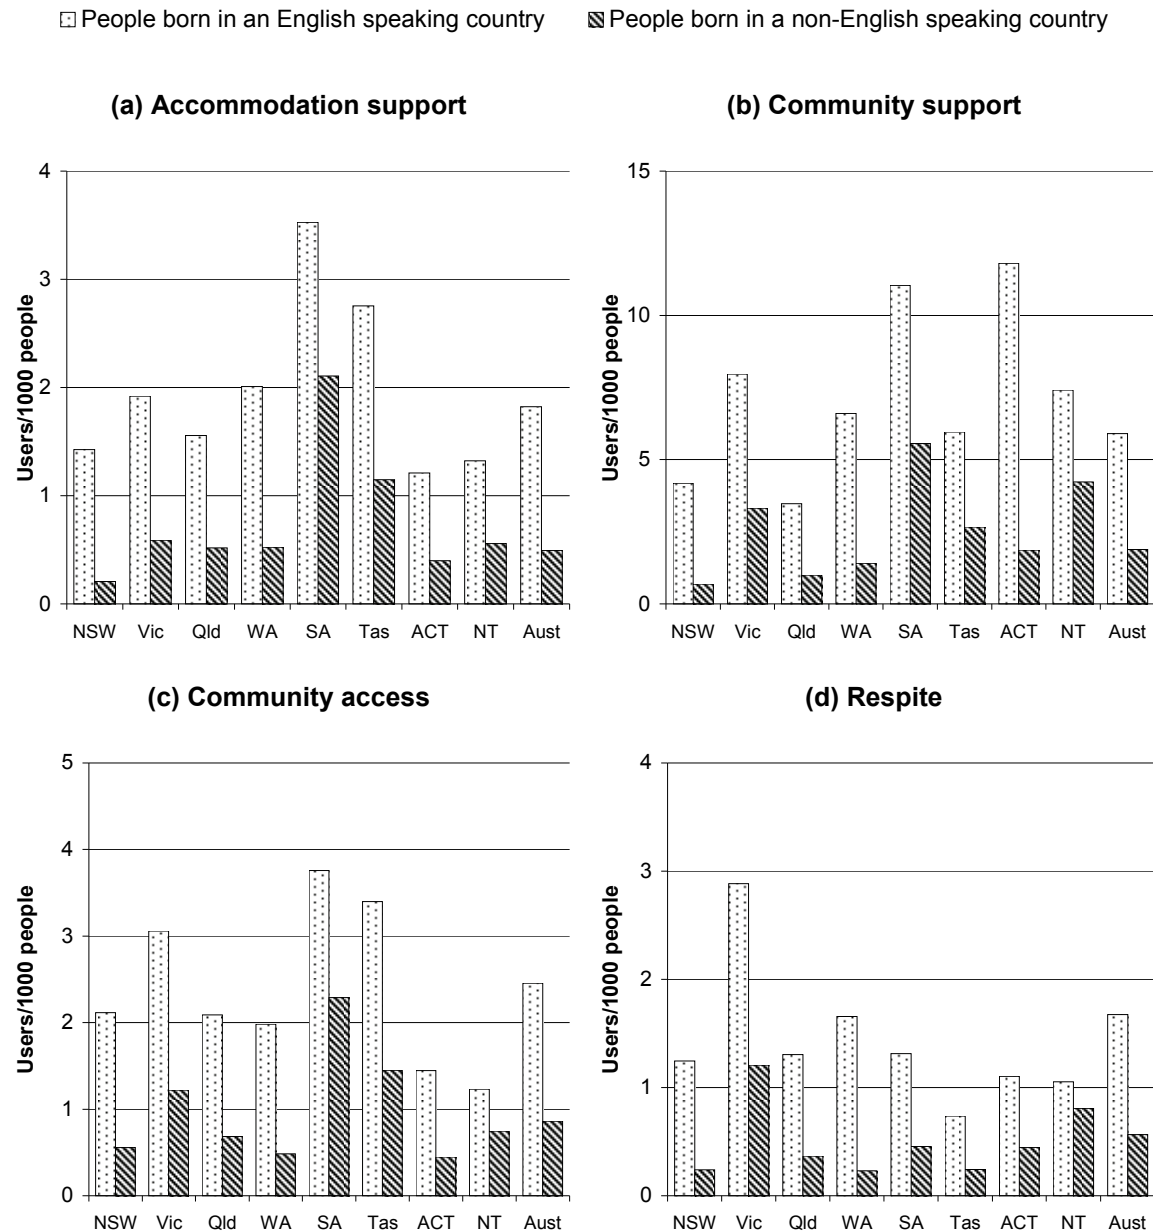 People born in an English speaking country People born in a non-English speaking country
(a) Accommodation support
4
3
2
1
0
Users/1000 people
NSW Vic Qld WA SA Tas ACT NT Aust
(b) Community support
15
10
5
0
Users/1000 people
NSW Vic Qld WA SA Tas ACT NT Aust
(c) Community access
5
4
3
2
1
0
Users/1000 people
NSW Vic Qld WA SA Tas ACT NT Aust
(d) Respite
4
3
2
1
0
Users/1000 people
NSW Vic Qld WA SA Tas ACT NT Aust